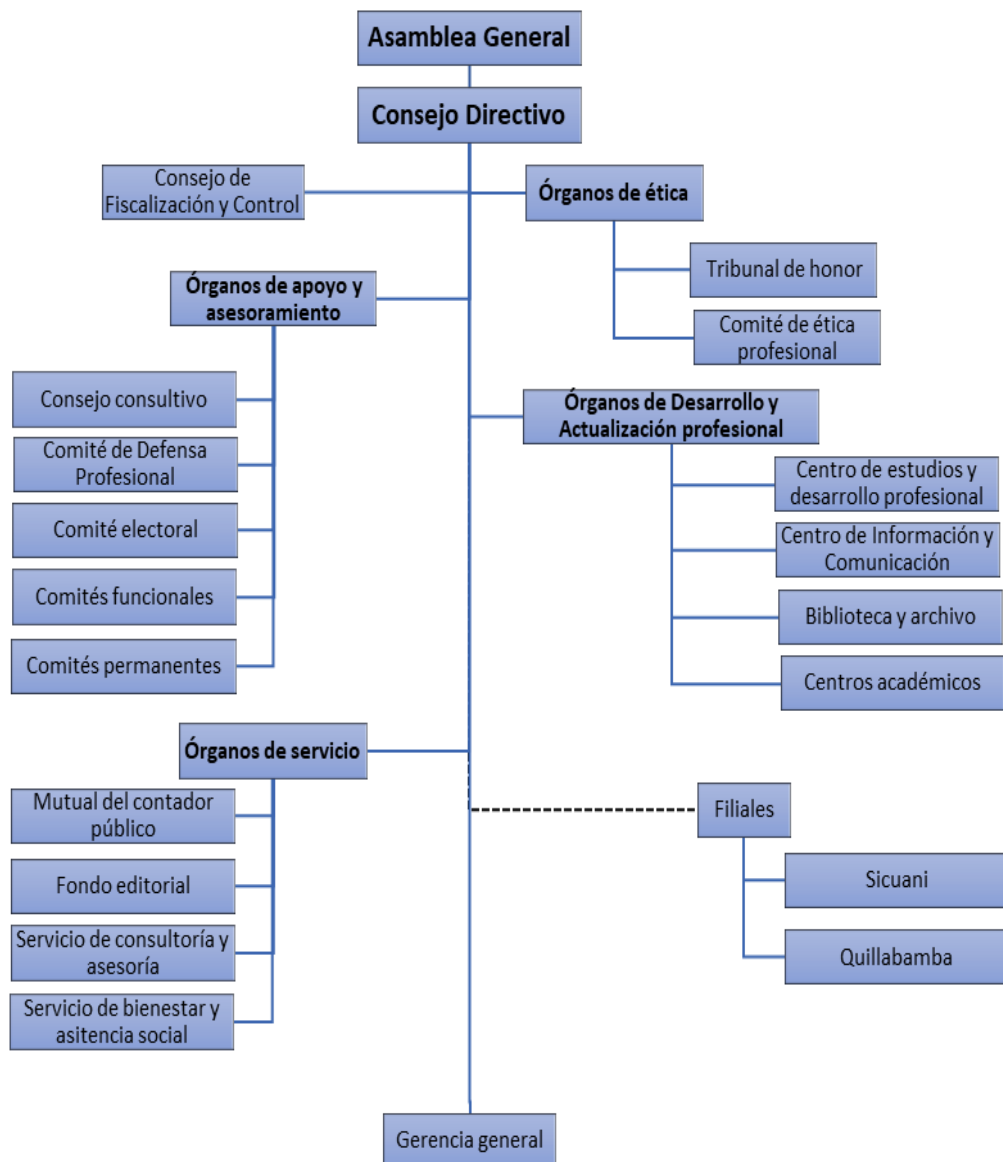 Asamblea General
Consejo Directivo
Consejo de
Fiscalización y Control
Órganos de ética
Tribunal de honor
Comité de ética
profesional
Órganos de apoyo y
asesoramiento
Consejo consultivo
Comité de Defensa
Profesional
Comité electoral
Comités funcionales
Comités permanentes
Órganos de Desarrollo y
Actualización profesional
Centro de estudios y
desarrollo profesional
Centro de Información y
Comunicación
Biblioteca y archivo
Centros académicos
Órganos de servicio
Mutual del contador
público
Fondo editorial
Servicio de consultoría y
asesoría
Servicio de bienestar y
asitencia social
Filiales
Sicuani
Quillabamba
Gerencia general